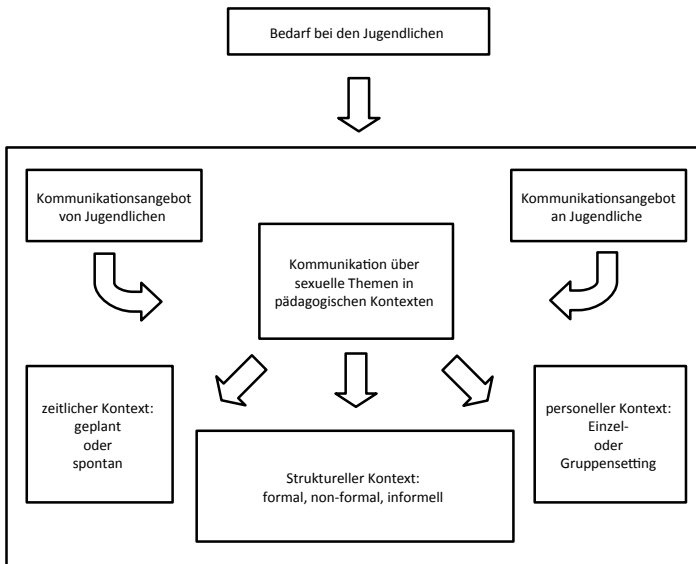 Bedarf bei den Jugendlichen
Kommunikationsangebot
von Jugendlichen
Kommunikationsangebot
an Jugendliche
Kommunikation über
sexuelle Themen in
pädagogischen Kontexten
zeitlicher Kontext:
geplant
oder
spontan
Struktureller Kontext:
formal, non-formal, informell
personeller Kontext:
Einzel-
oder
Gruppensetting